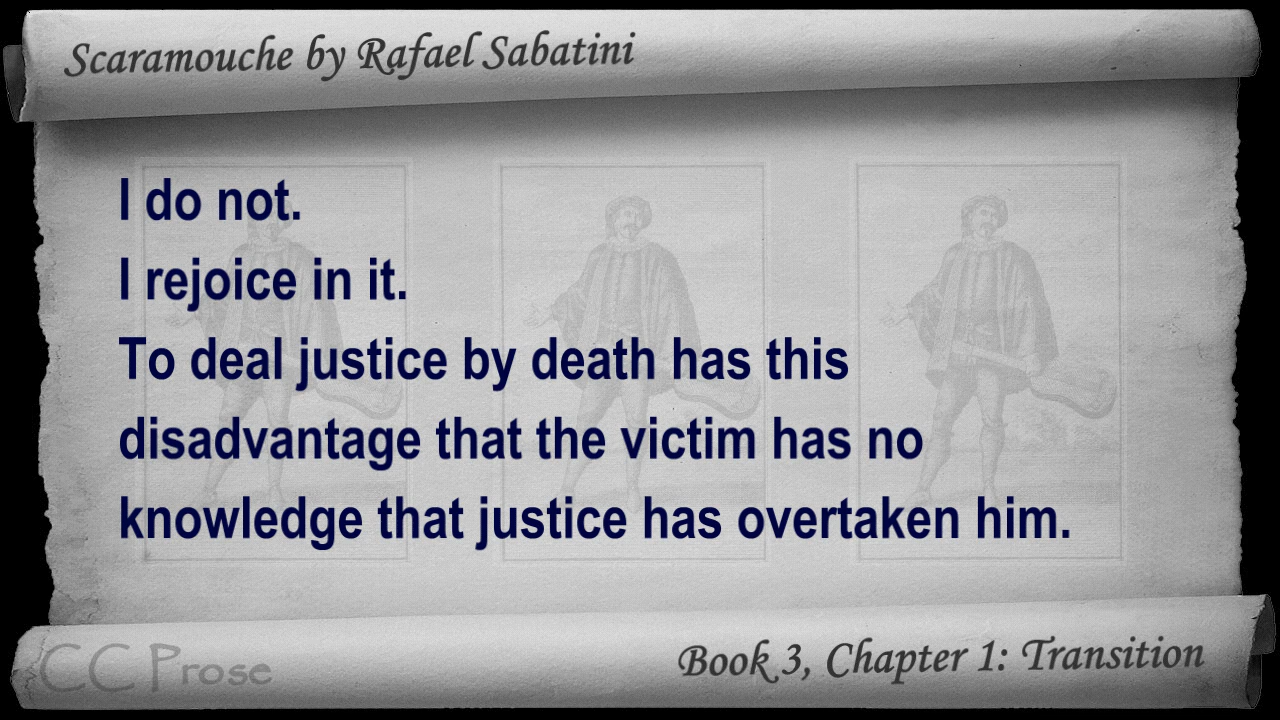 Scaramouche by Rafael Sabatini
I do not.
I rejoice in it.
To deal justice by death has this
disadvantage that the victim has no
knowledge that justice has overtaken him.
CC Prose
Book 3, Chapter 1: Transition